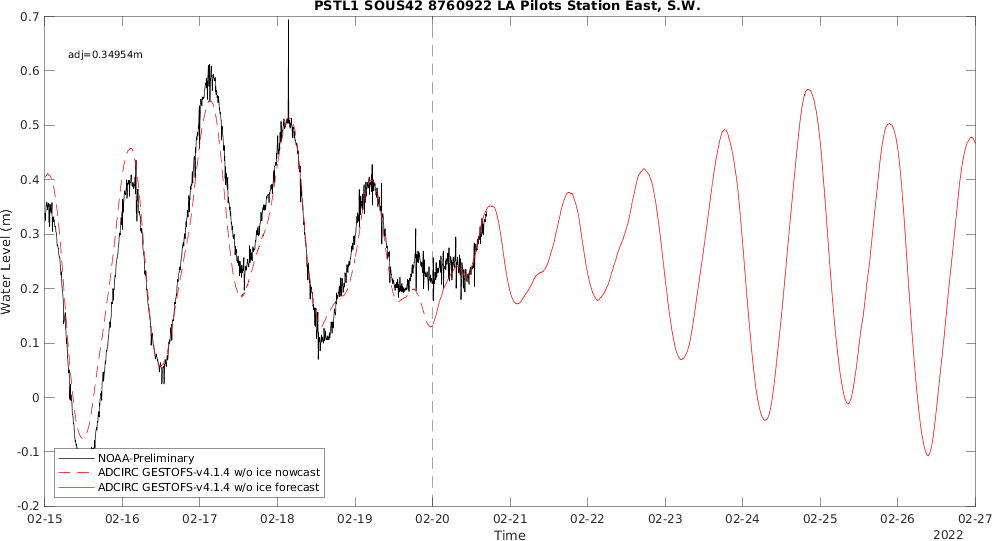 PSTL1 SOUS42 8760922 LA Pilots Station East, S.W.
adj=0.34954m
0.7
0.6
0.5
0.4
0.3
0.2
0.1
0
-0.1
-0.2
Water Level (m)
NOAA-Preliminary
ADCIRC GESTOFS-v4.1.4 w/o ice nowcast
ADCIRC GESTOFS-v4.1.4 w/o ice forecast
02-15 02-16 02-17 02-18 02-19 02-20 02-21 02-22 02-23 02-24 02-25 02-26 02-27
Time
2022